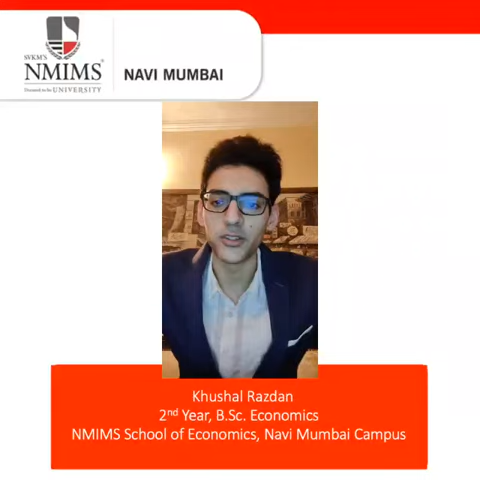 SVKM'S
NMIMS
Deemed to be UNIVERSITY
NAVI MUMBAI
Khushal Razdan
2nd Year, B.Sc. Economics
NMIMS School of Economics, Navi Mumbai Campus